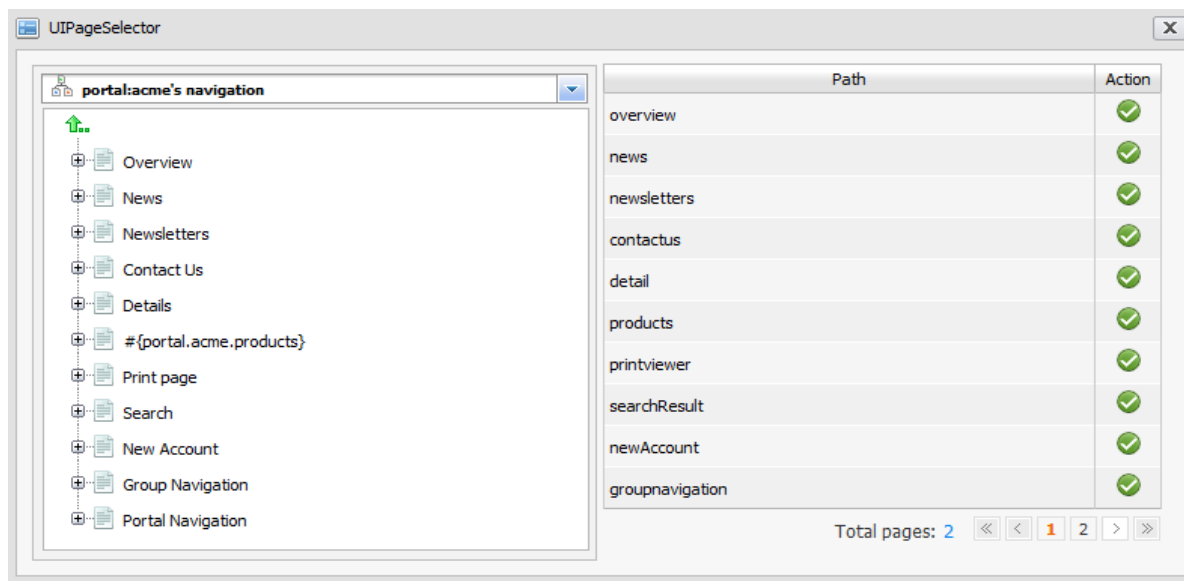 UIPageSelector
portal:acme's navigation
Overview
News
Newsletters
Contact Us
Details
#{portal.acme.products}
Print page
Search
New Account
Group Navigation
Portal Navigation
Path Action
overview
news
newsletters
contactus
detail
products
printviewer
searchResult
newAccount
groupnavigation
Total pages: 2 « < 1 2 > »